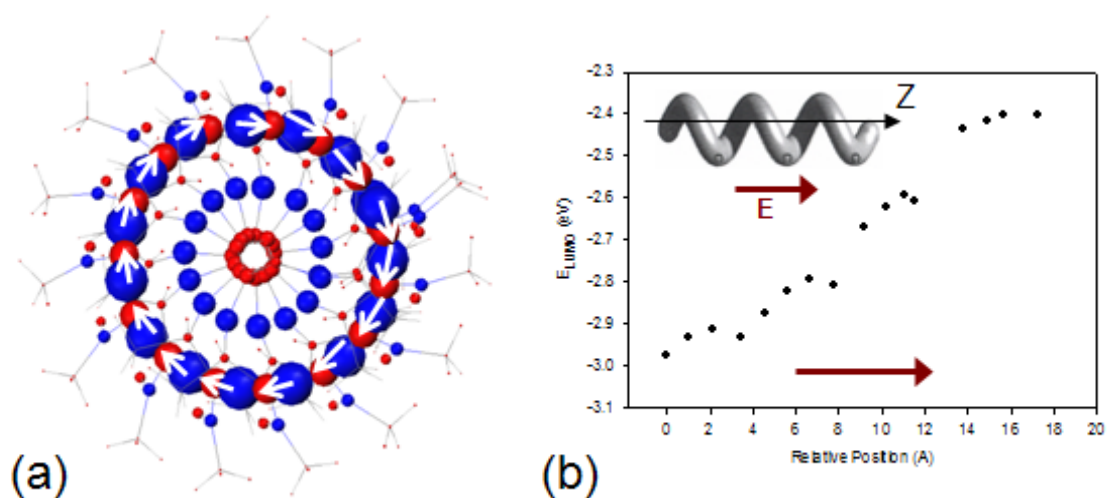 (a)
(b)
E_LUMO (eV)
-2.3
-2.4
-2.5
-2.6
-2.7
-2.8
-2.9
-3.0
-3.1
Z
E
0 2 4 6 8 10 12 14 16 18 20
Relative Position (A)